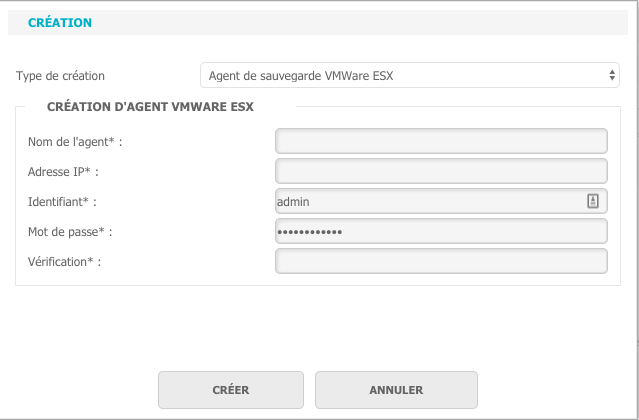 CRÉATION
Type de création Agent de sauvegarde VMWare ESX
CRÉATION D'AGENT VMWARE ESX
Nom de l'agent* :
Adresse IP* :
Identifiant* : admin
Mot de passe* : ••••••••••••
Vérification* :
CRÉER ANNULER